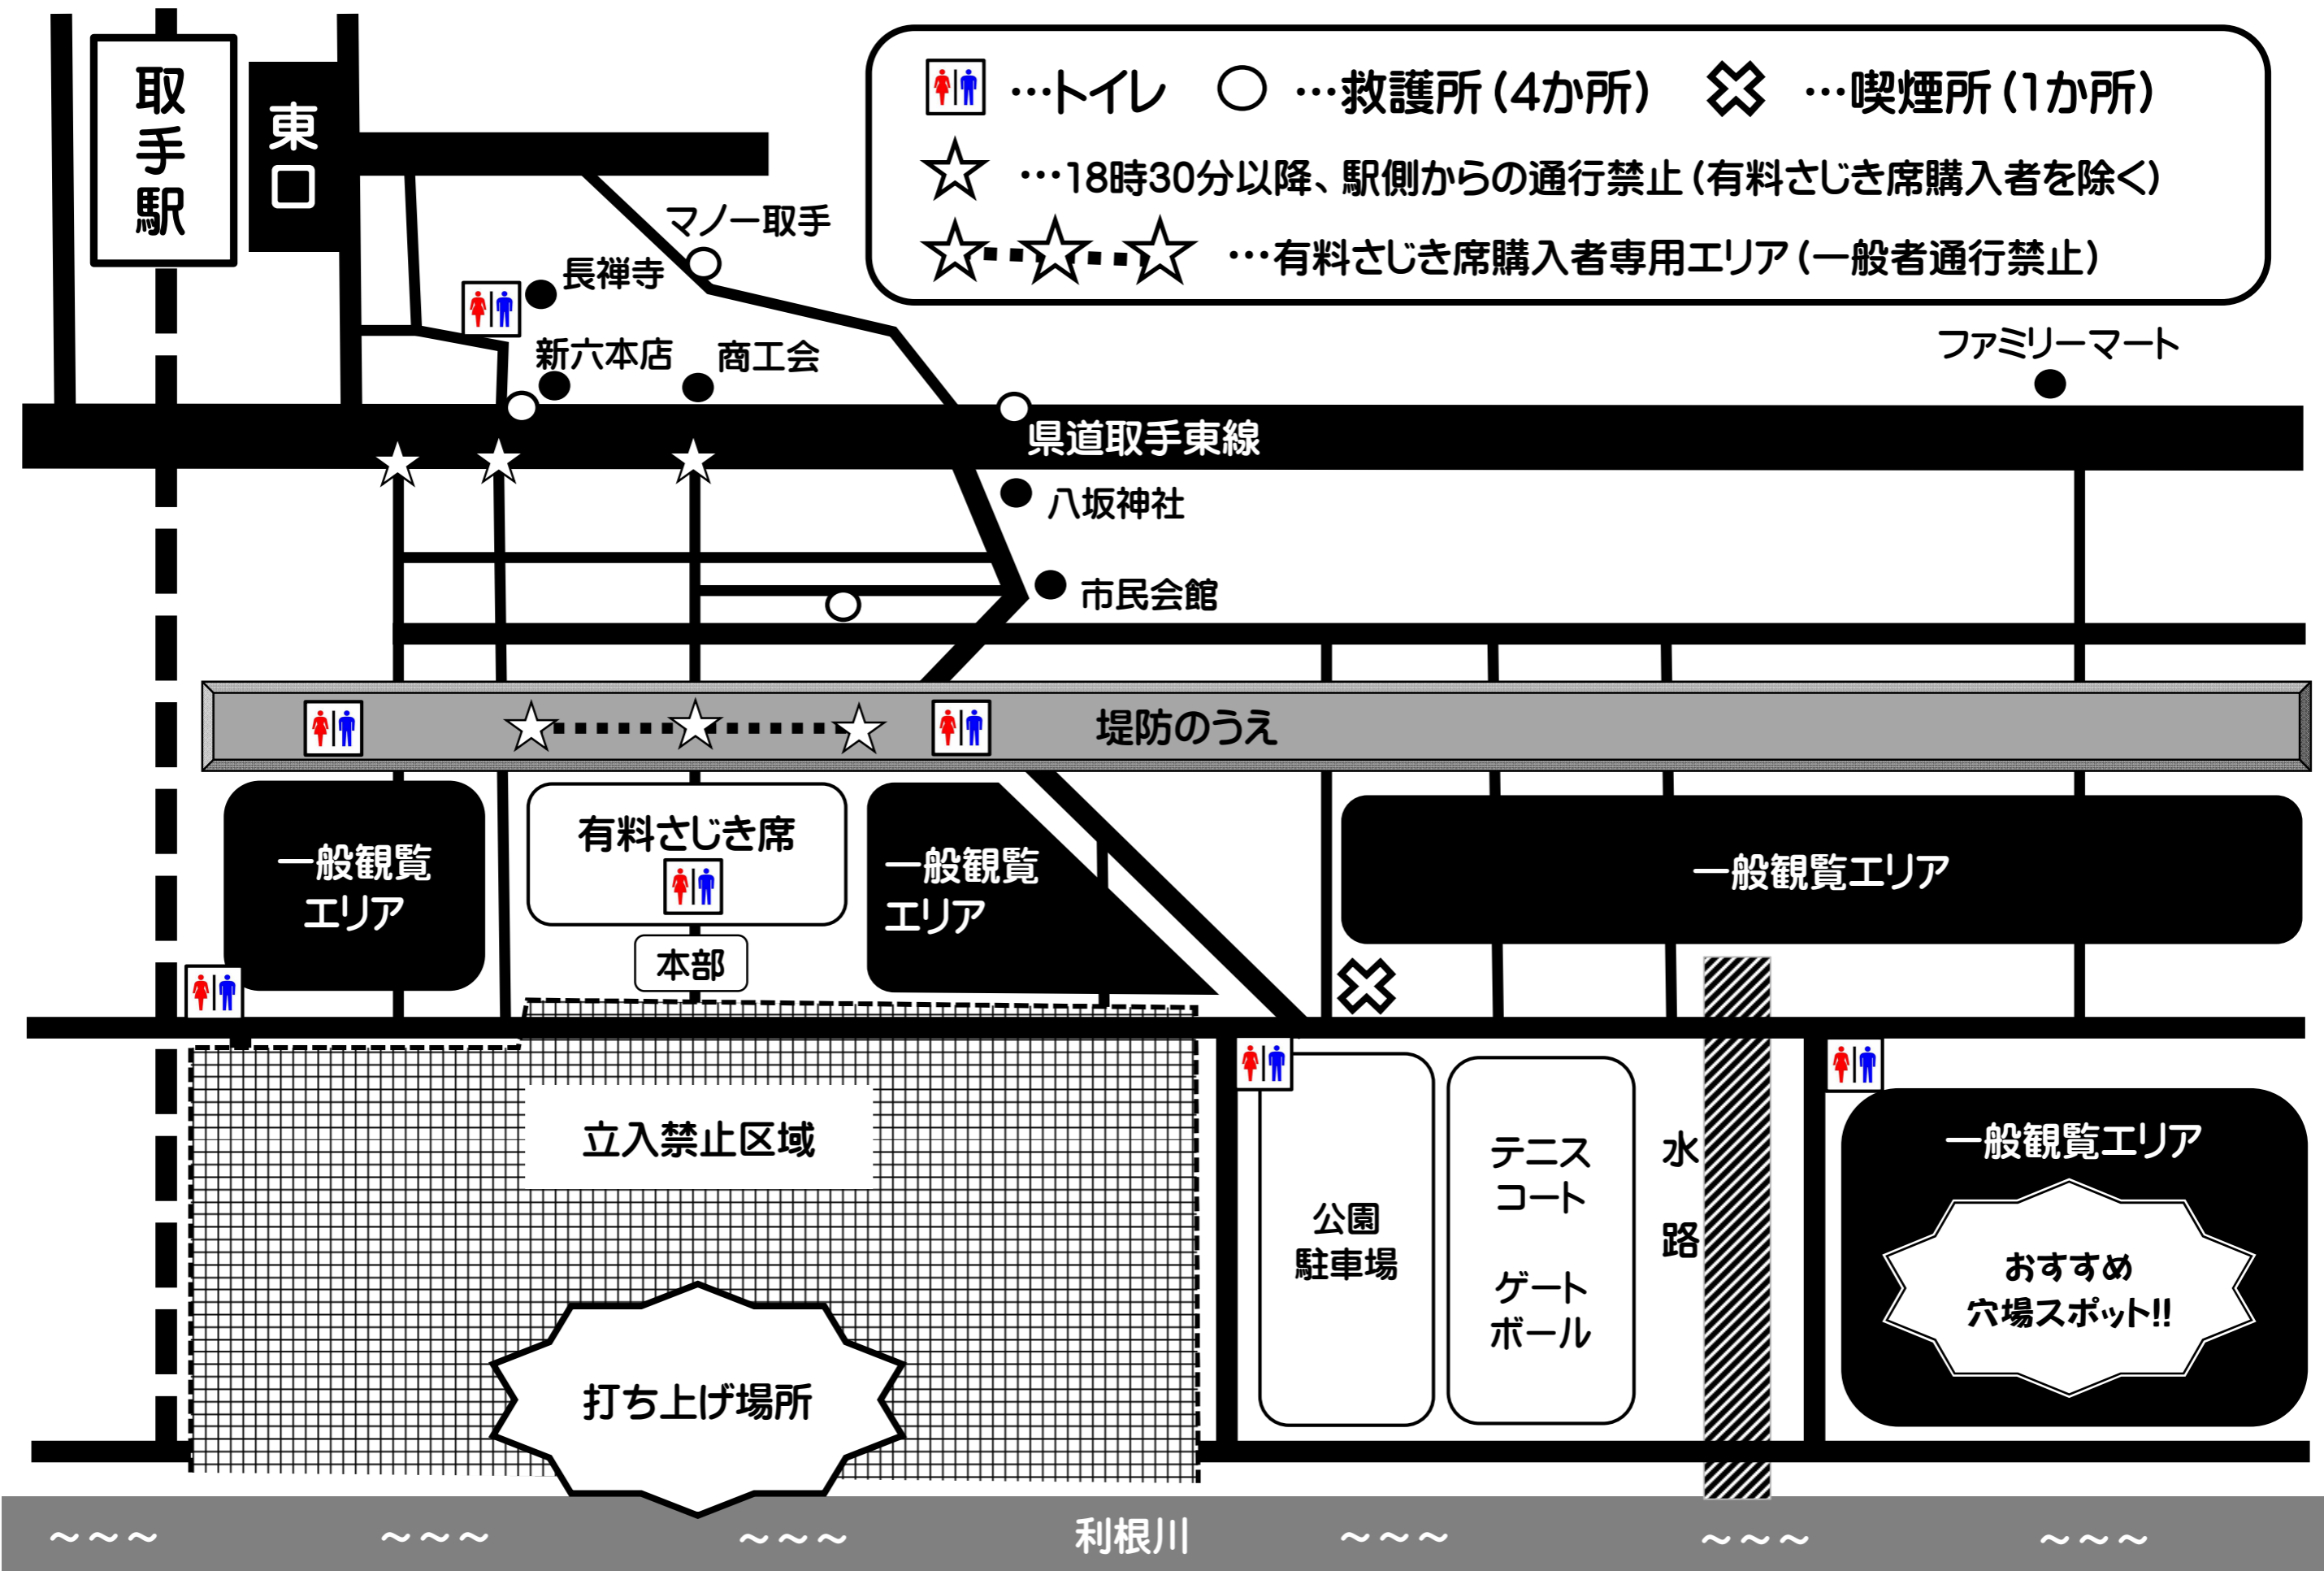 取手駅
東口
…トイレ
…救護所(4か所)
…喫煙所(1か所)
…18時30分以降、駅側からの通行禁止(有料さじき席購入者を除く)
…有料さじき席購入者専用エリア(一般者通行禁止)
マノー取手
長禅寺
新六本店
商工会
ファミリーマート
県道取手東線
八坂神社
市民会館
堤防のうえ
一般観覧
エリア
有料さじき席
本部
一般観覧
エリア
一般観覧エリア
立入禁止区域
打ち上げ場所
公園
駐車場
テニス
コート
ゲート
ボール
水路
一般観覧エリア
おすすめ
穴場スポット!!
～～～
～～～
～～～
利根川
～～～
～～～
～～～